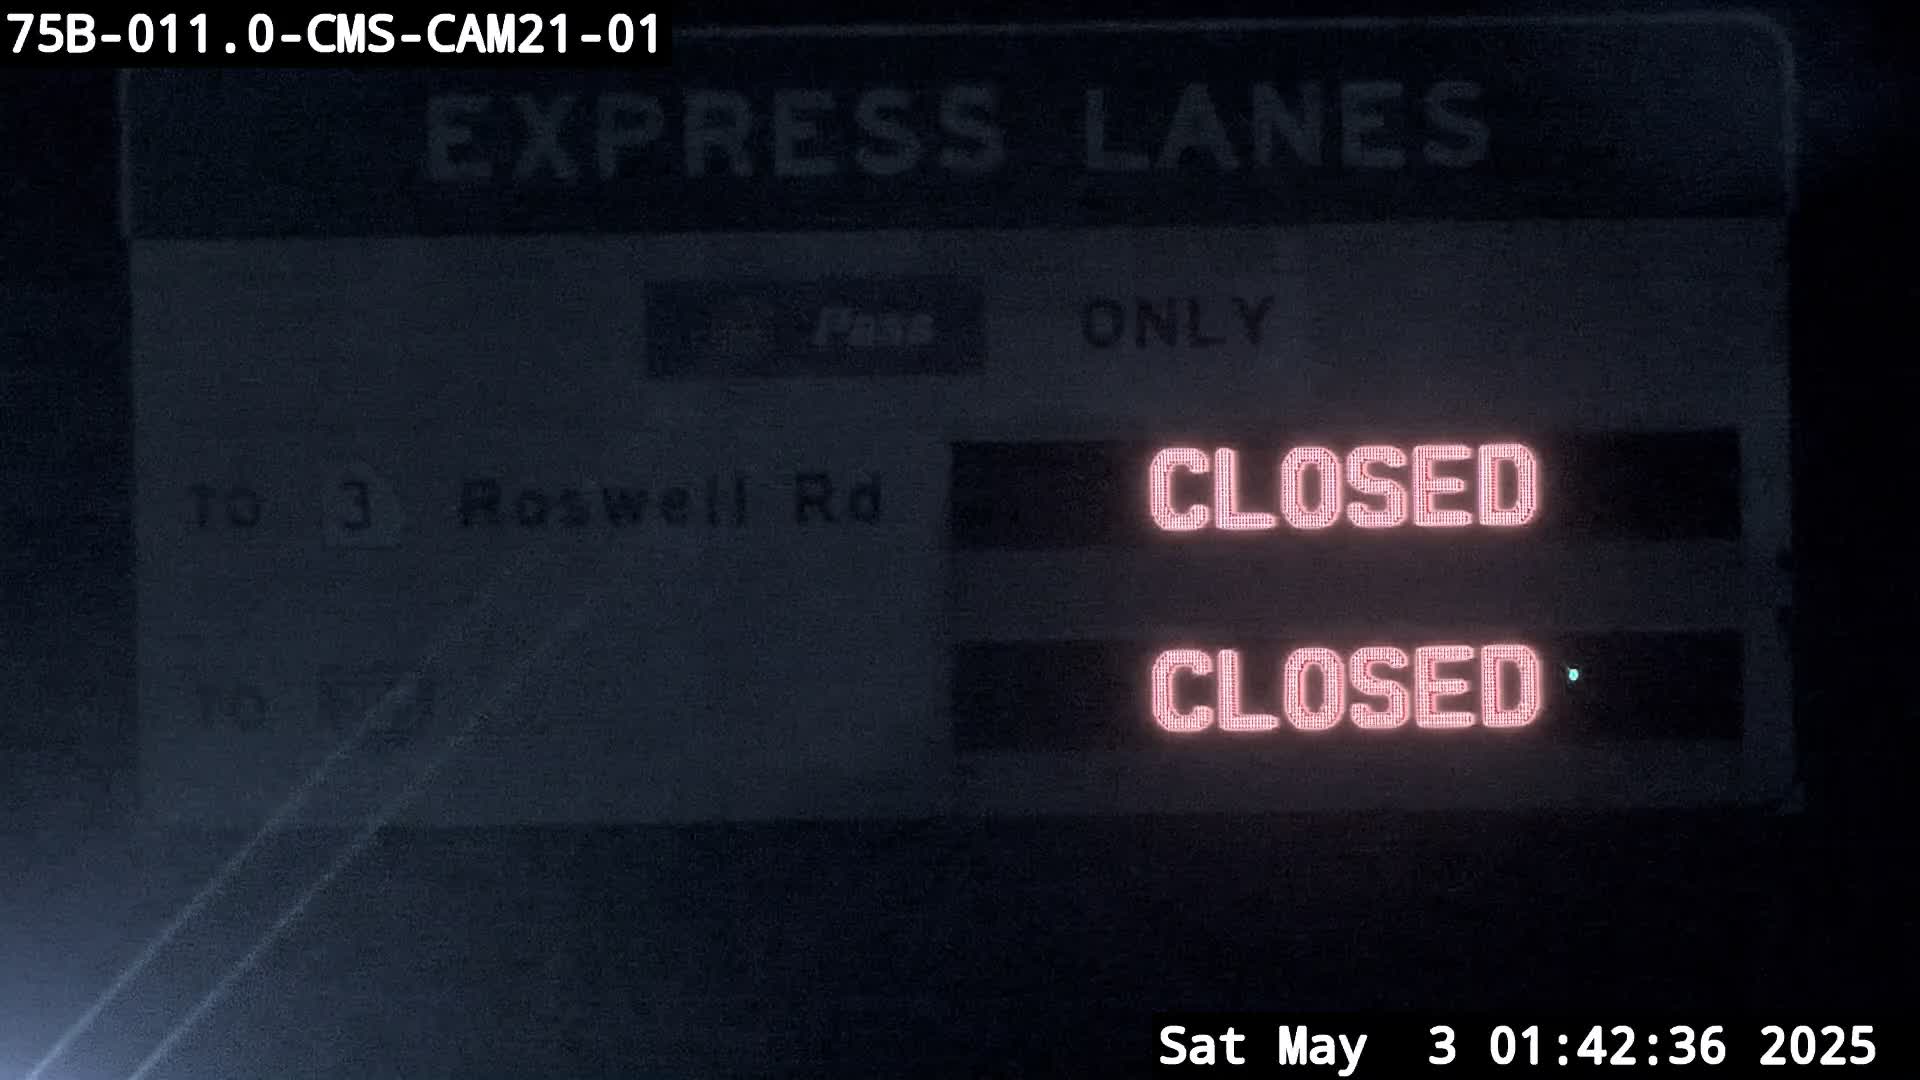 75B-011.0-CMS-CAM21-01
EXPRESS LANES
Pass ONLY
TO 3 Roswell Rd CLOSED
TO CLOSED
Sat May 3 01:42:36 2025